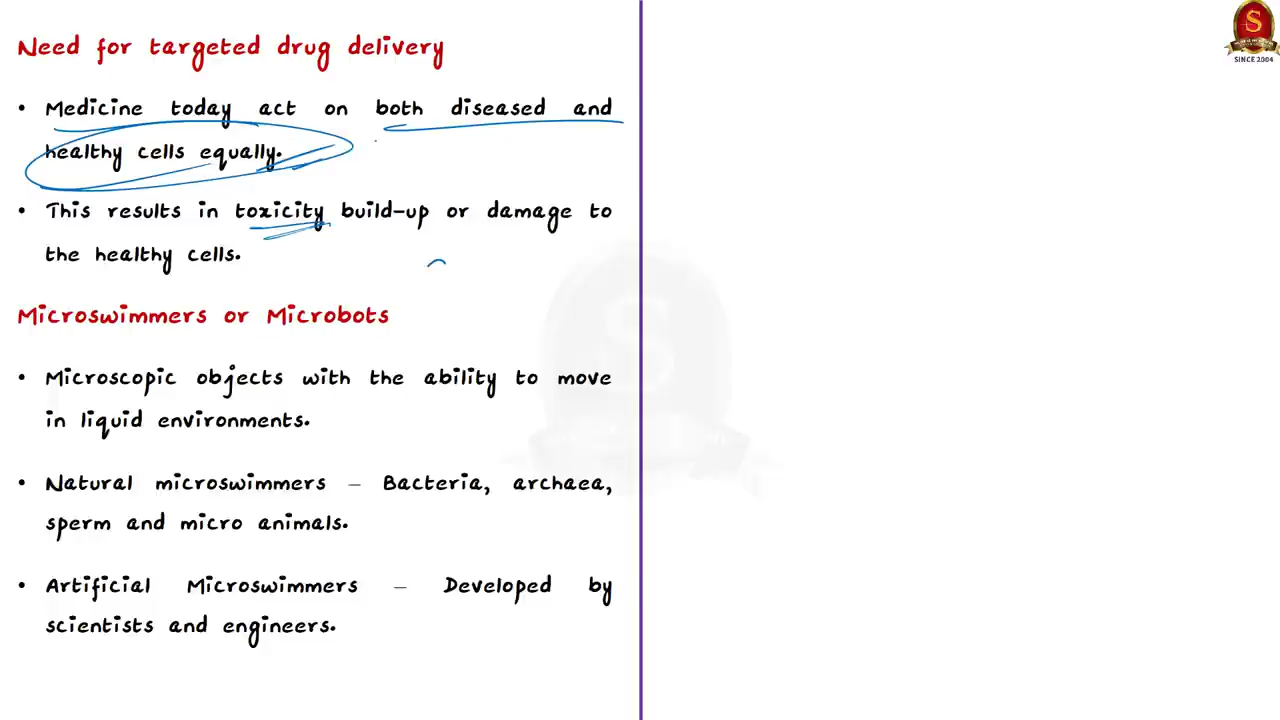 Need for targeted drug delivery
• Medicine today act on both diseased and
healthy cells equally.
• This results in toxicity build-up or damage to
the healthy cells.
Microswimmers or Microbots
• Microscopic objects with the ability to move
in liquid environments.
• Natural microswimmers – Bacteria, archaea,
sperm and micro animals.
• Artificial Microswimmers – Developed by
scientists and engineers.
S
SINCE 2004